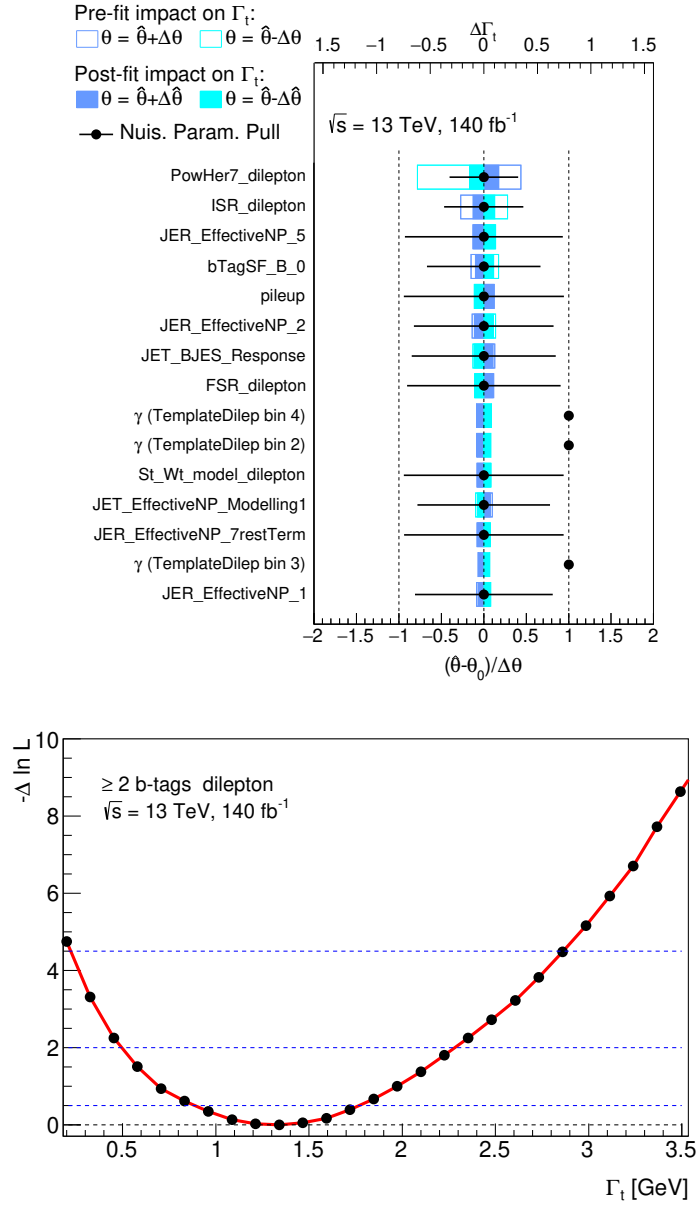 Pre-fit impact on Γt:
θ = θ̂+Δθ θ = θ̂-Δθ
Post-fit impact on Γt:
θ = θ̂+Δθ̂ θ = θ̂-Δθ̂
Nuis. Param. Pull
ΔΓt
−1.5 −1 −0.5 0 0.5 1 1.5
√s = 13 TeV, 140 fb-1
PowHer7_dilepton
ISR_dilepton
JER_EffectiveNP_5
bTagSF_B_0
pileup
JER_EffectiveNP_2
JET_BJES_Response
FSR_dilepton
γ (TemplateDilep bin 4)
γ (TemplateDilep bin 2)
St_Wt_model_dilepton
JET_EffectiveNP_Modelling1
JER_EffectiveNP_7restTerm
γ (TemplateDilep bin 3)
JER_EffectiveNP_1
−2 −1.5 −1 −0.5 0 0.5 1 1.5 2
(θ̂-θ0)/Δθ
-Δ ln L
10
8
6
4
2
0
≥ 2 b-tags dilepton
√s = 13 TeV, 140 fb-1
0.5 1 1.5 2 2.5 3 3.5
Γt [GeV]